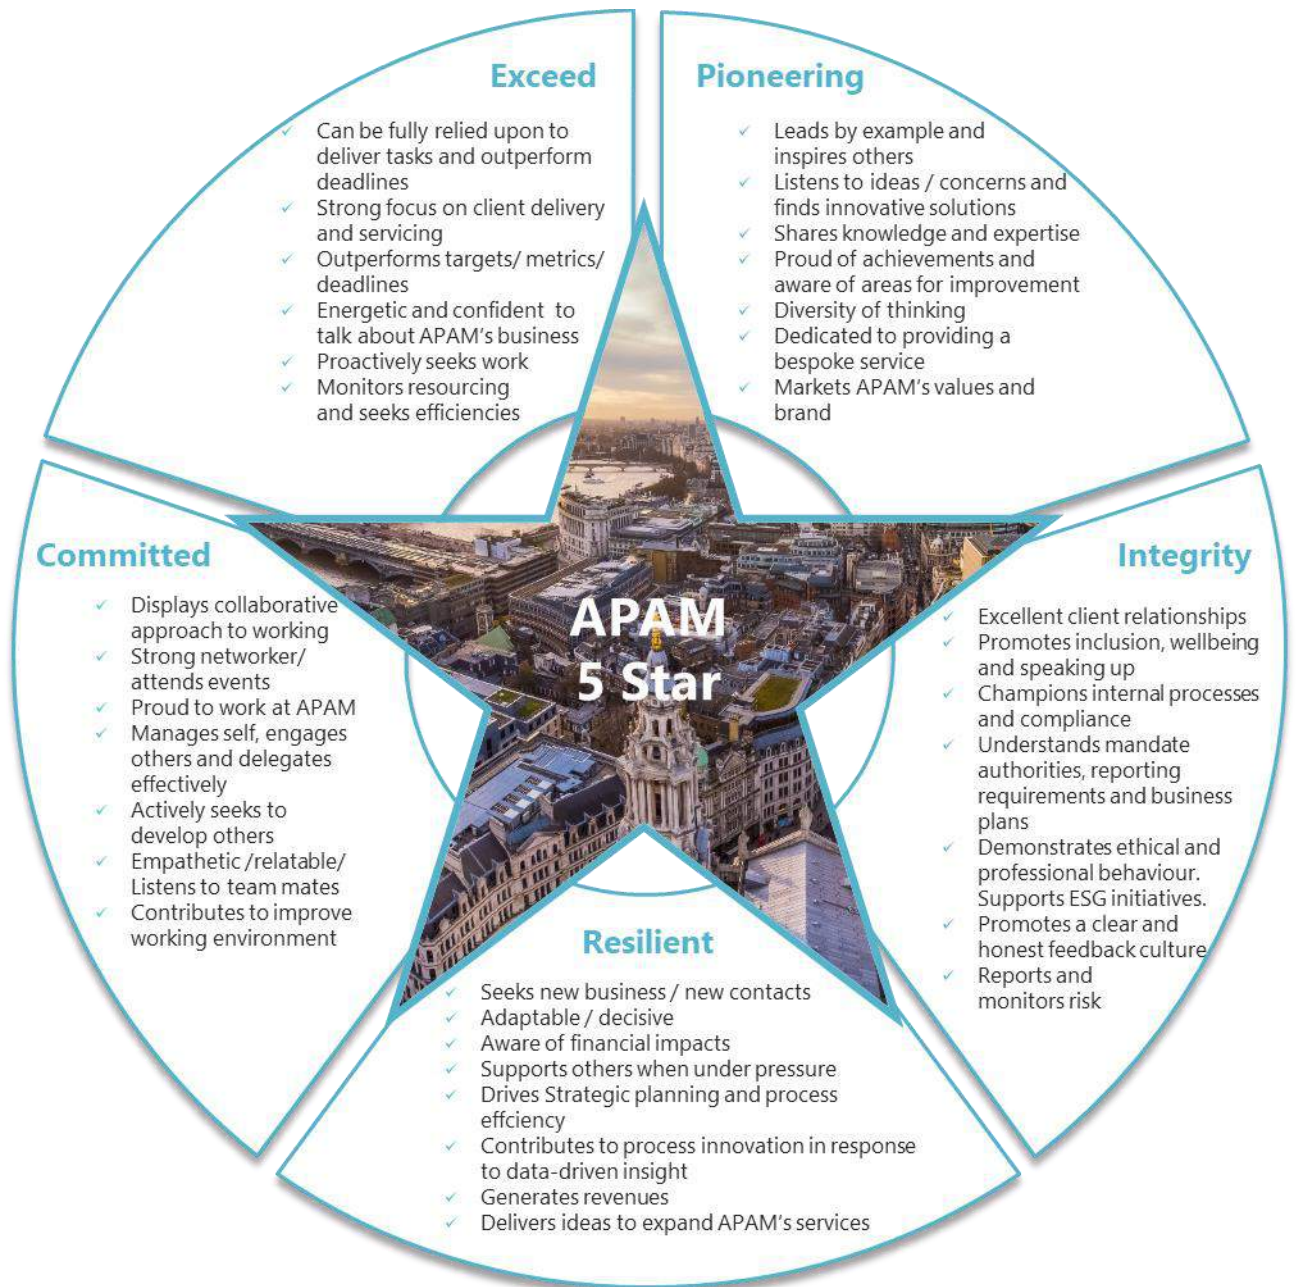 Exceed
Can be fully relied upon to
deliver tasks and outperform
deadlines
Strong focus on client delivery
and servicing
Outperforms targets/ metrics/
deadlines
Energetic and confident to
talk about APAM's business
Proactively seeks work
Monitors resourcing
and seeks efficiencies
Pioneering
Leads by example and
inspires others
Listens to ideas / concerns and
finds innovative solutions
Shares knowledge and expertise
Proud of achievements and
aware of areas for improvement
Diversity of thinking
Dedicated to providing a
bespoke service
Markets APAM's values and
brand
Committed
Displays collaborative
approach to working
Strong networker/
attends events
Proud to work at APAM
Manages self, engages
others and delegates
effectively
Actively seeks to
develop others
Empathetic /relatable/
Listens to team mates
Contributes to improve
working environment
APAM
5 Star
Integrity
Excellent client relationships
Promotes inclusion, wellbeing
and speaking up
Champions internal processes
and compliance
Understands mandate
authorities, reporting
requirements and business
plans
Demonstrates ethical and
professional behaviour.
Supports ESG initiatives.
Promotes a clear and
honest feedback culture
Reports and
monitors risk
Resilient
Seeks new business / new contacts
Adaptable / decisive
Aware of financial impacts
Supports others when under pressure
Drives Strategic planning and process
effciency
Contributes to process innovation in response
to data-driven insight
Generates revenues
Delivers ideas to expand APAM's services